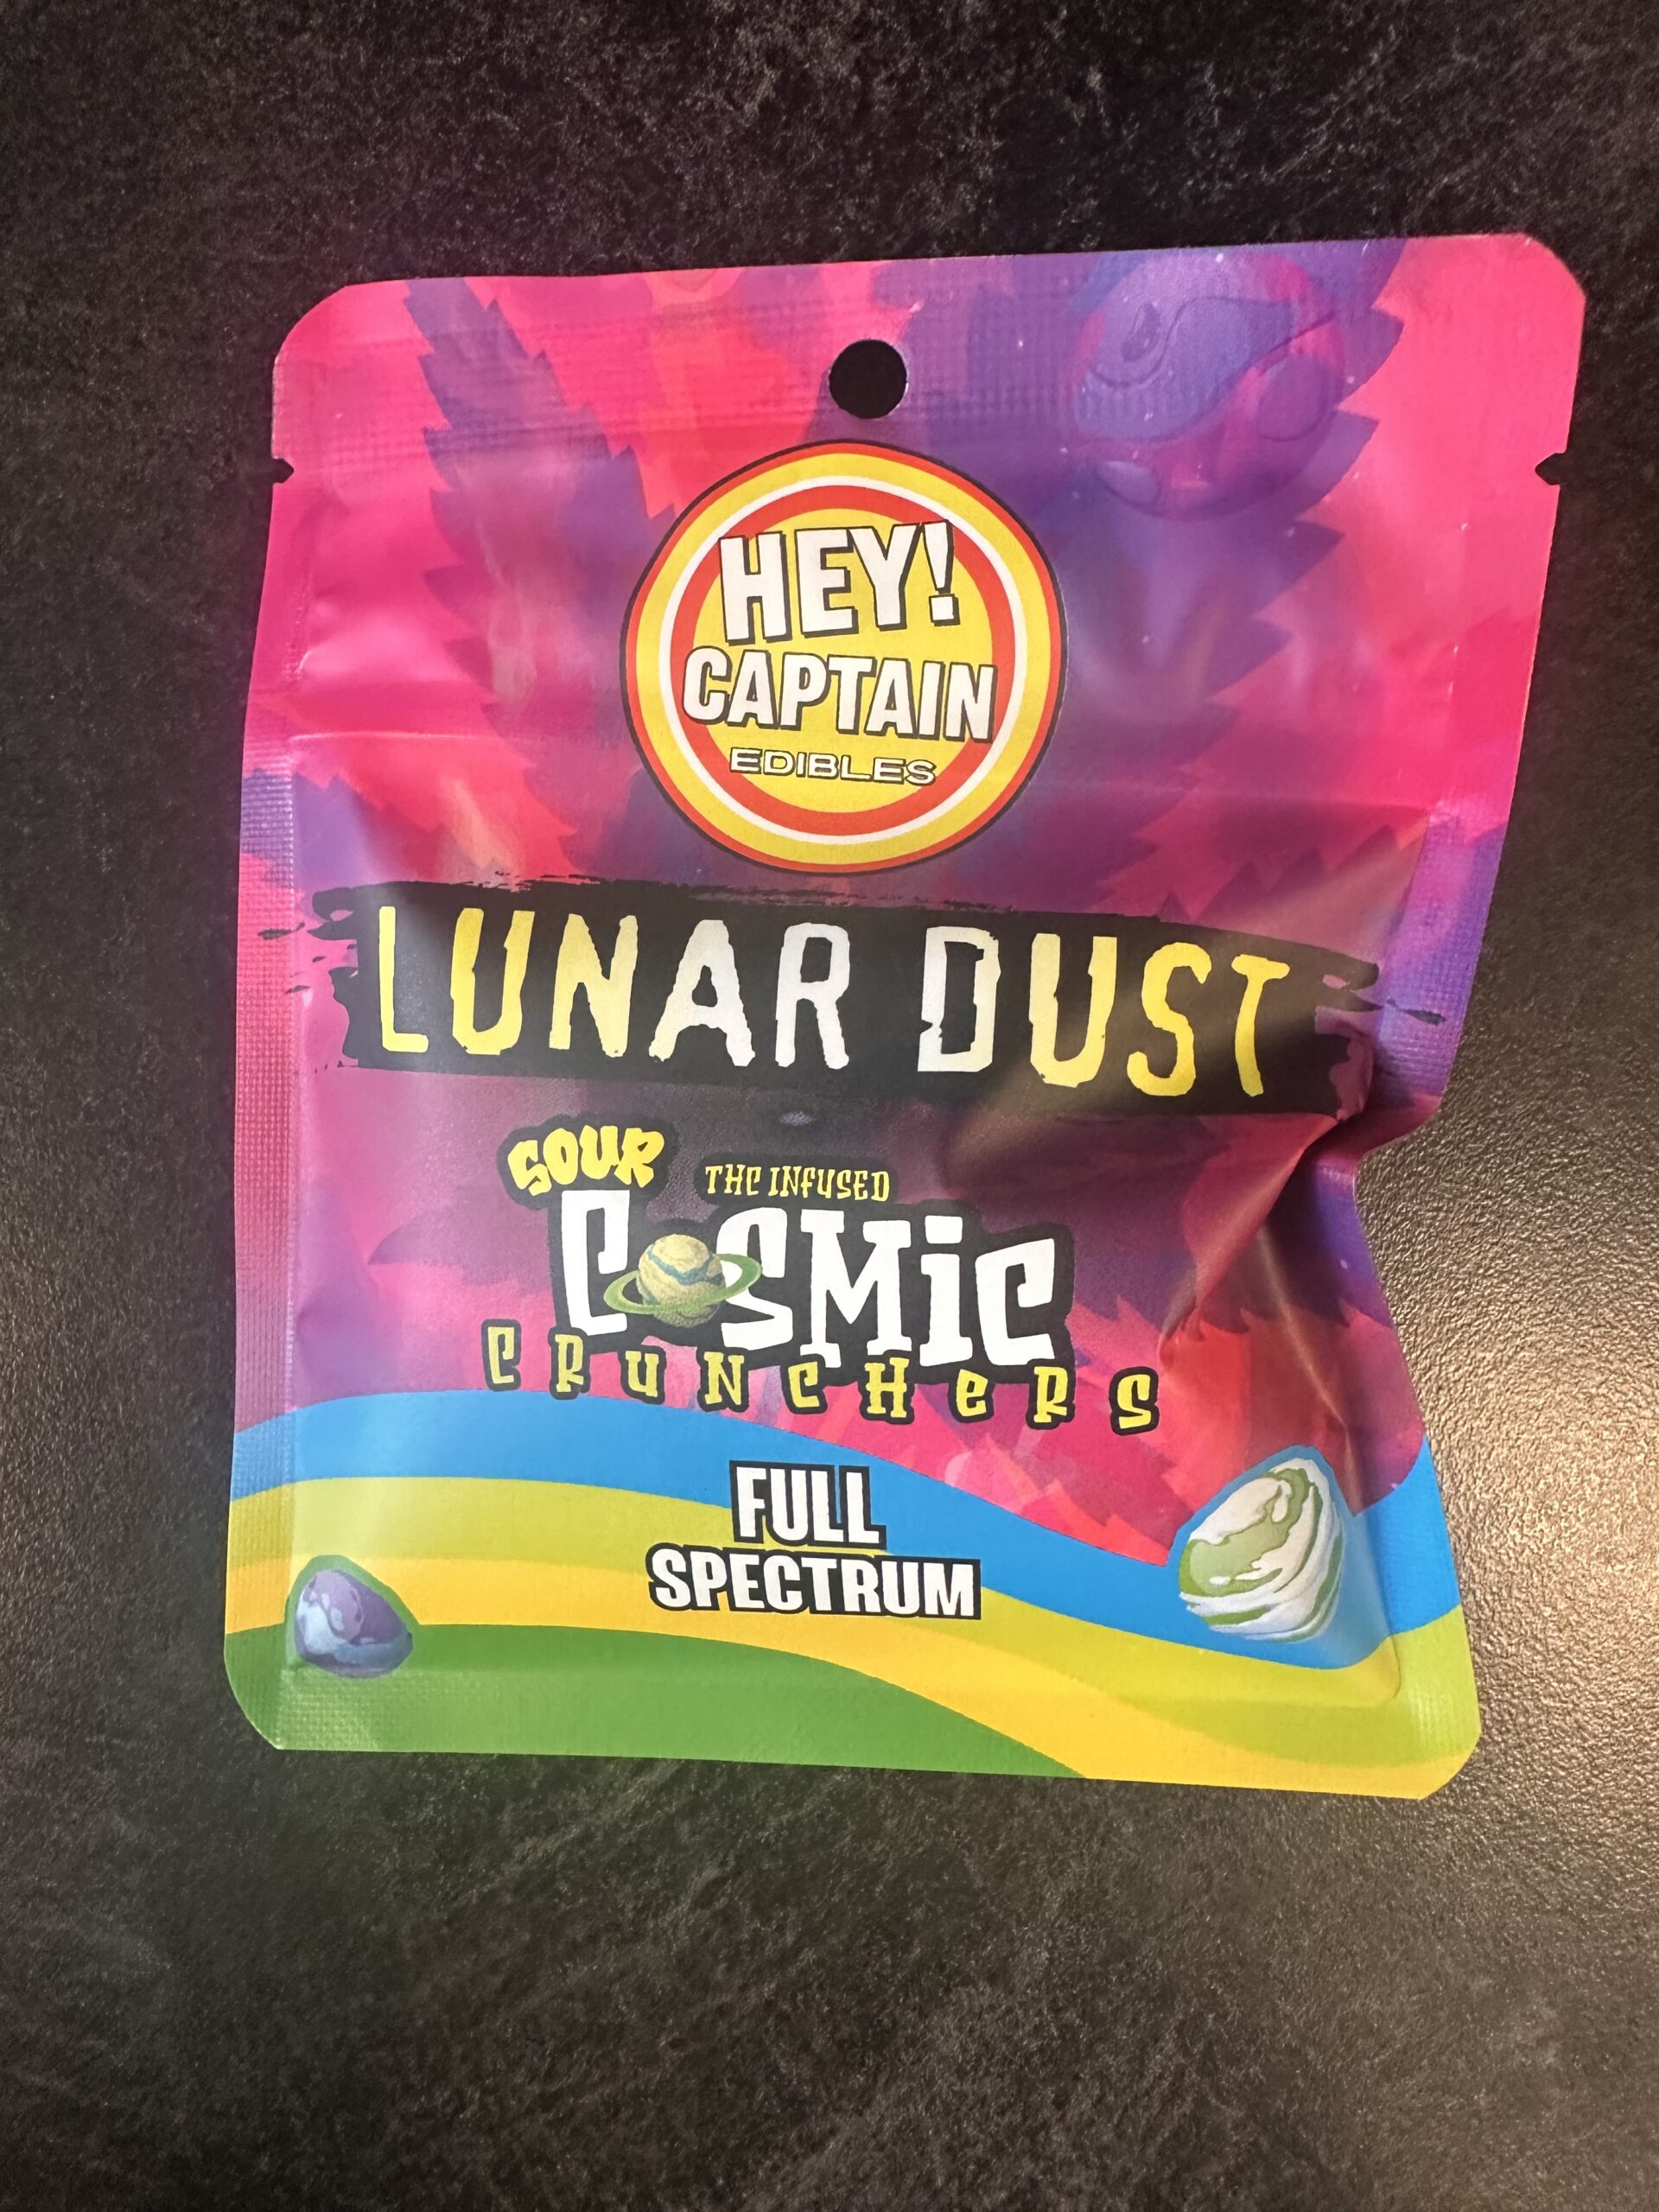 HEY!
CAPTAIN
EDIBLES
LUNAR DUST
SOUR
THC INFUSED
COSMIC
CRUNCHERS
FULL
SPECTRUM